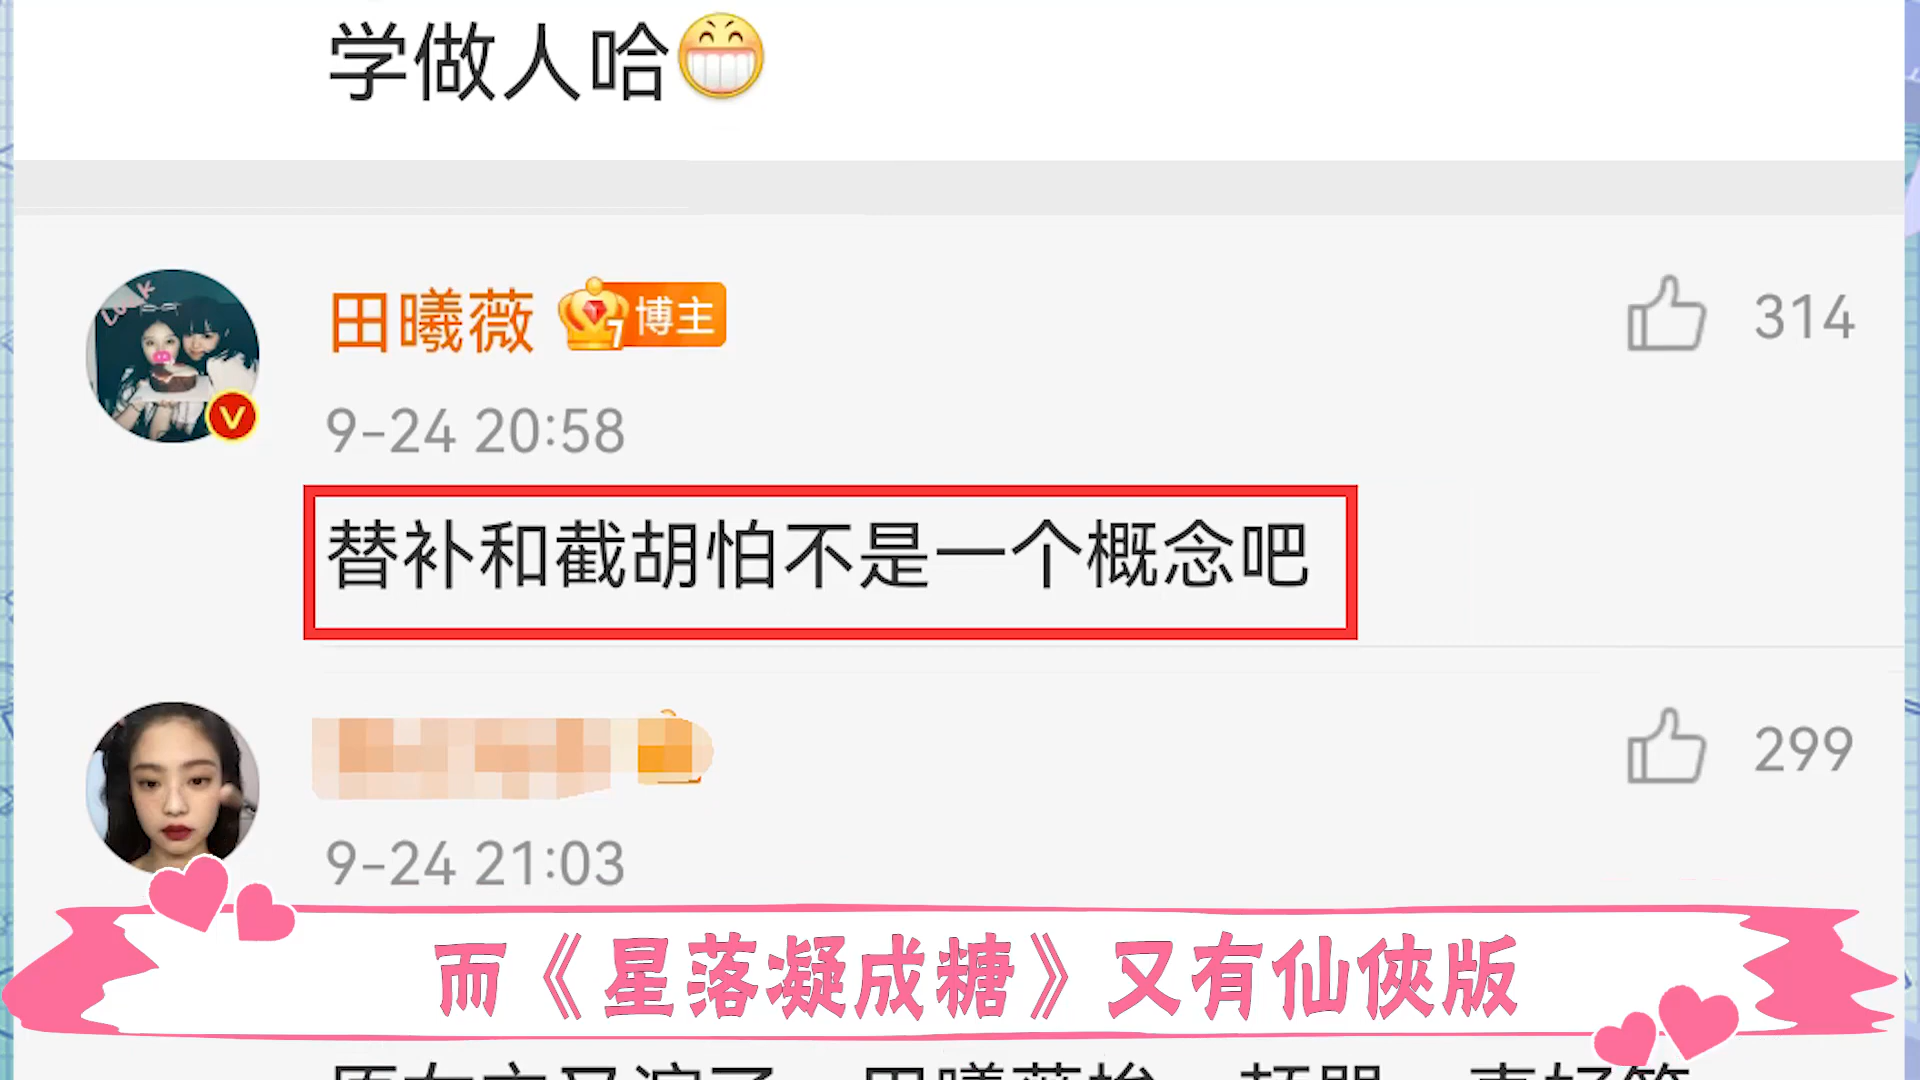 学做人哈
田曦薇 7 博主
314
9-24 20:58
替补和截胡怕不是一个概念吧
299
9-24 21:03
而《星落凝成糖》又有仙侠版